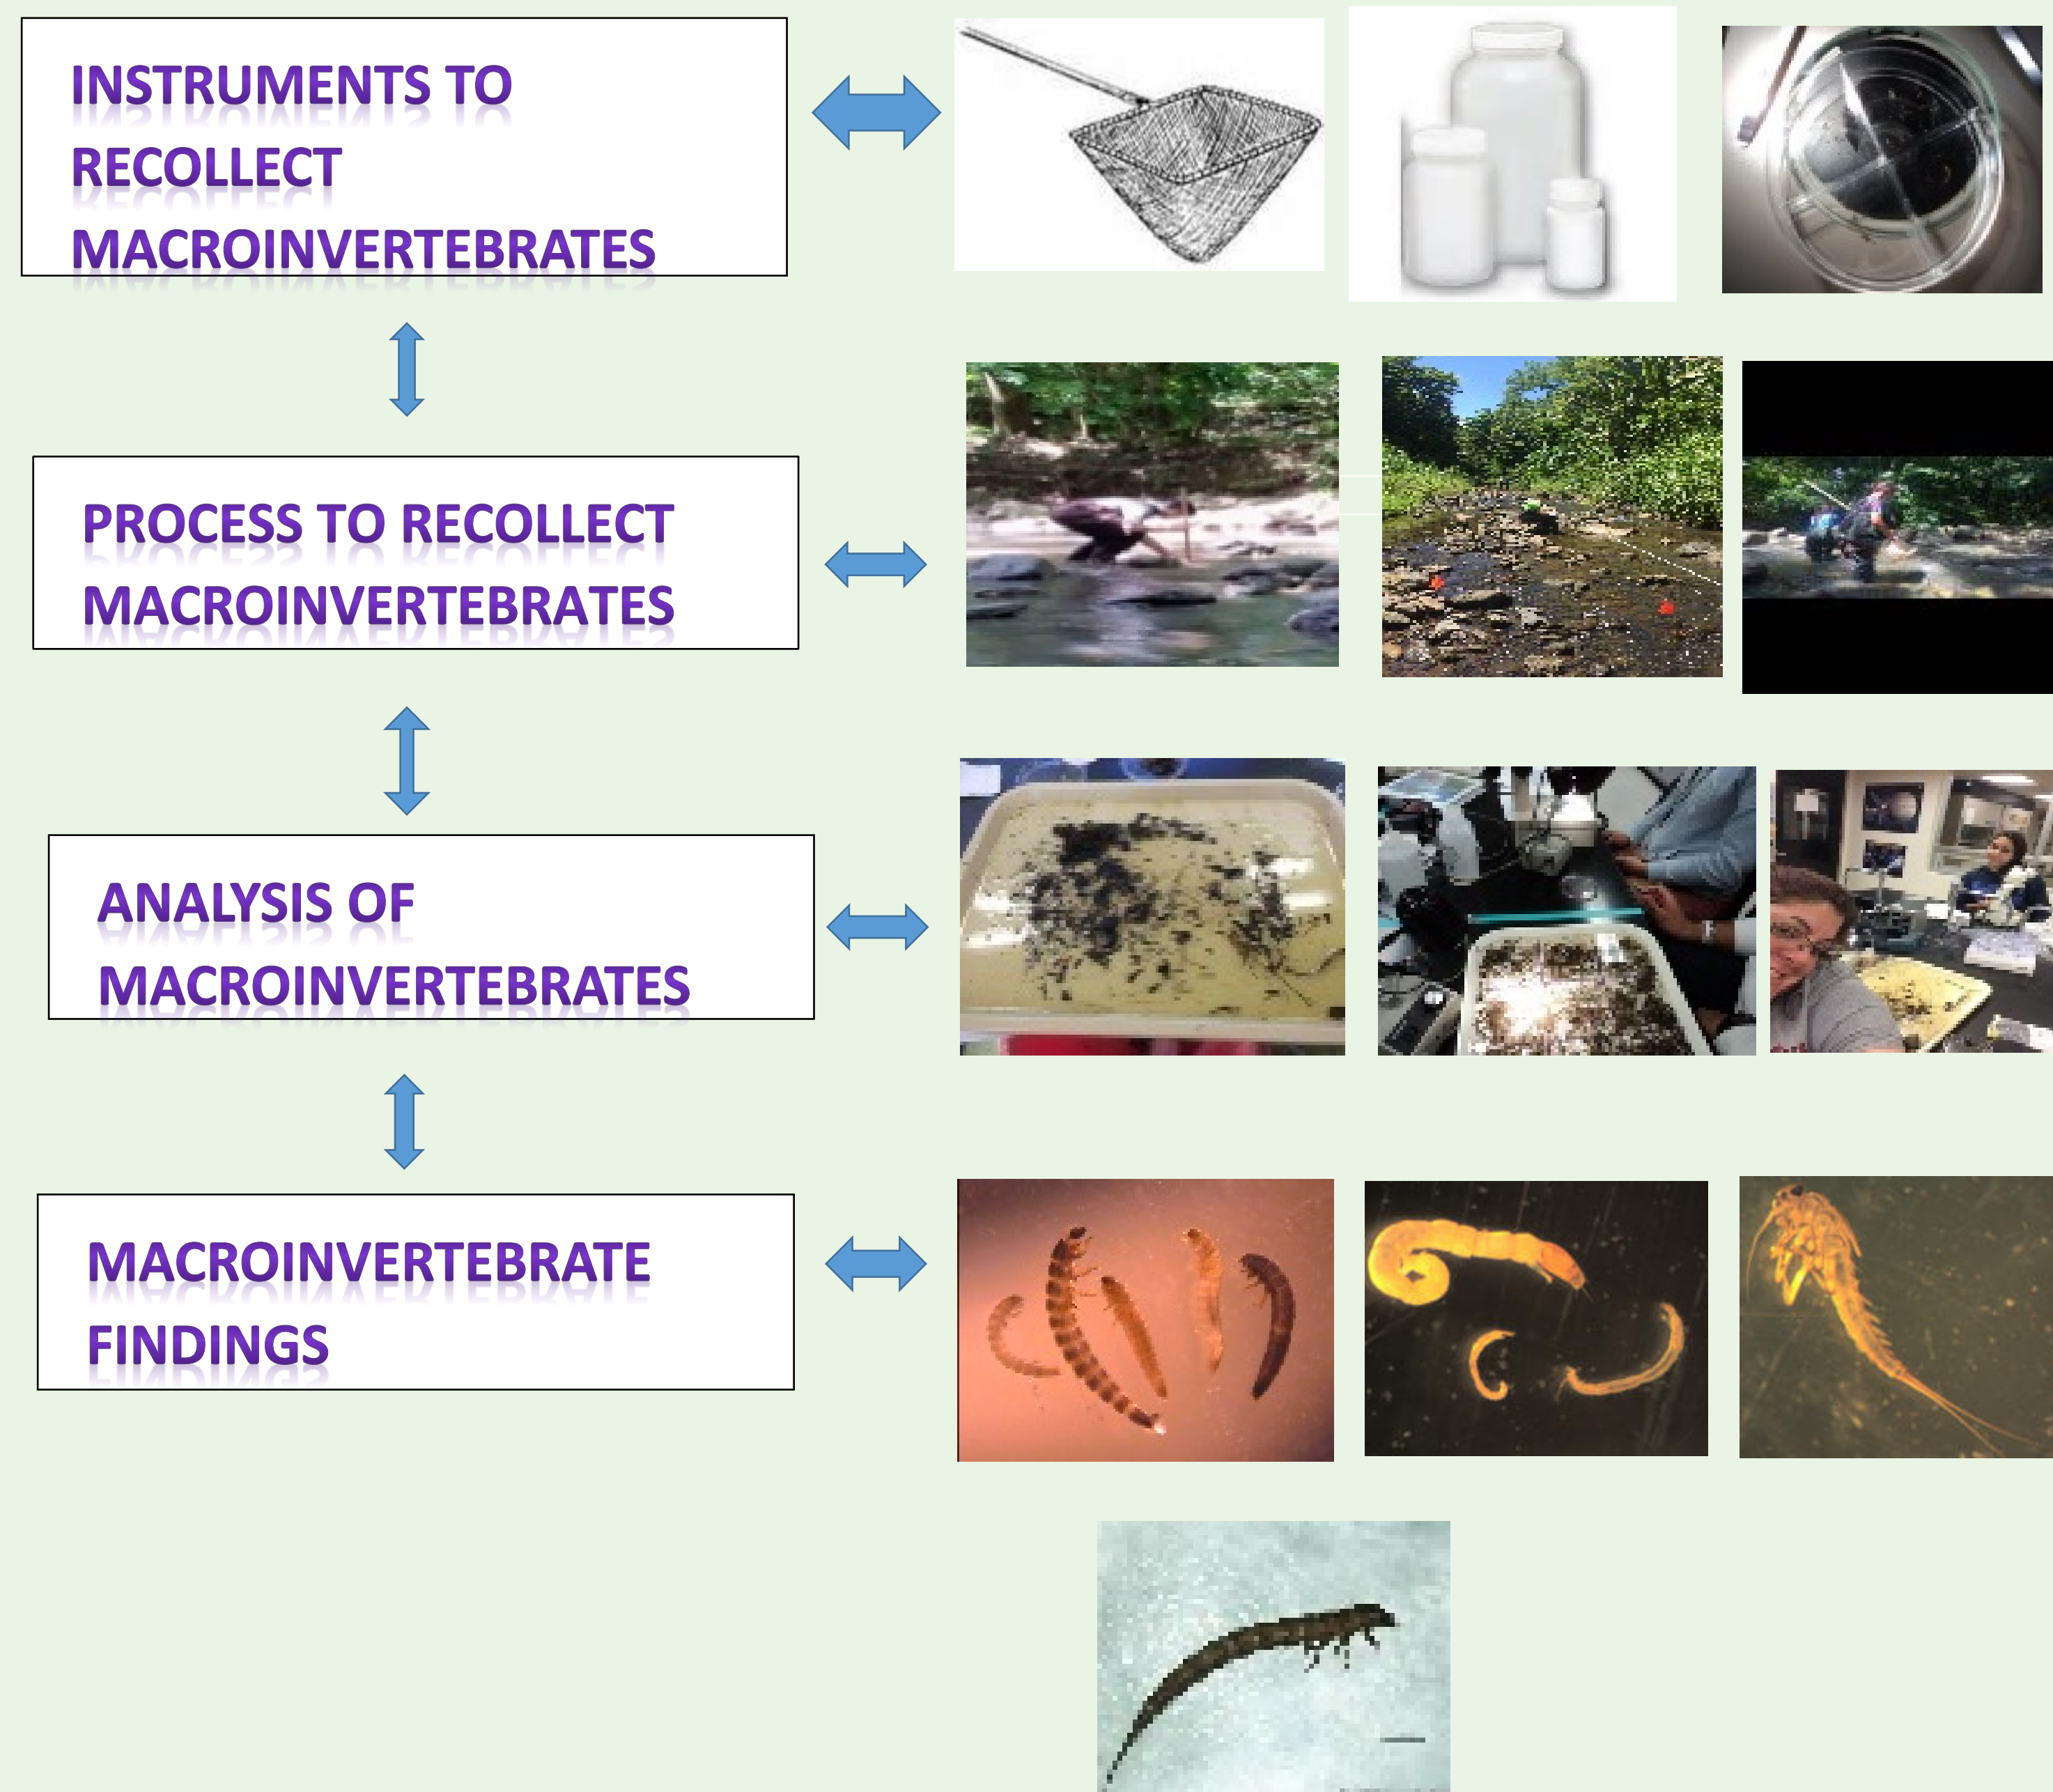 INSTRUMENTS TO
RECOLLECT
MACROINVERTEBRATES
PROCESS TO RECOLLECT
MACROINVERTEBRATES
ANALYSIS OF
MACROINVERTEBRATES
MACROINVERTEBRATE
FINDINGS